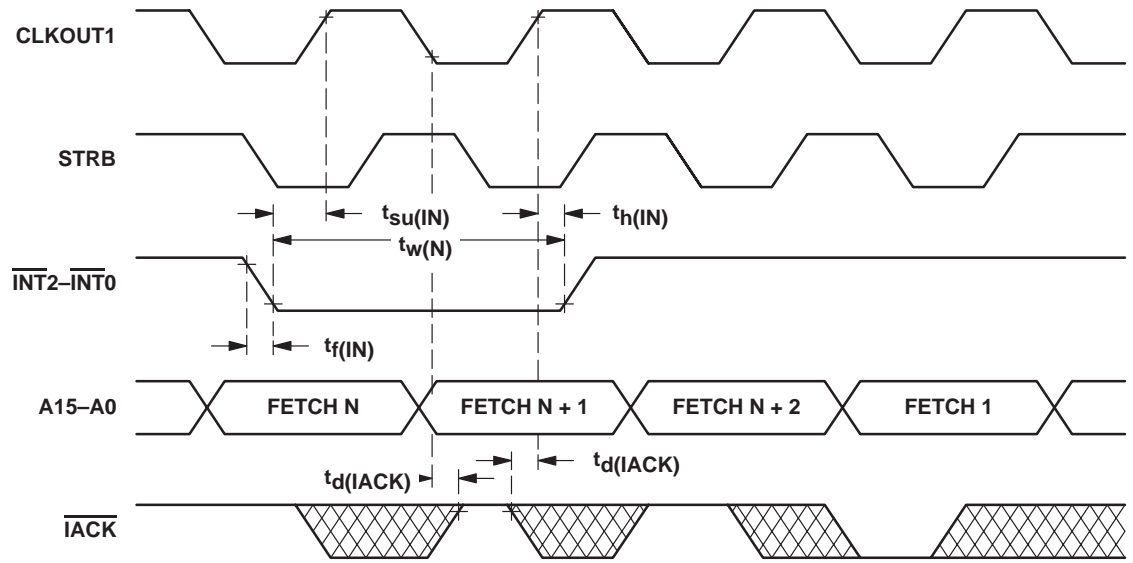 CLKOUT1
STRB
tsu(IN)
th(IN)
tw(N)
INT2–INT0
tf(IN)
A15–A0
FETCH N
FETCH N + 1
FETCH N + 2
FETCH 1
td(IACK)
td(IACK)
IACK